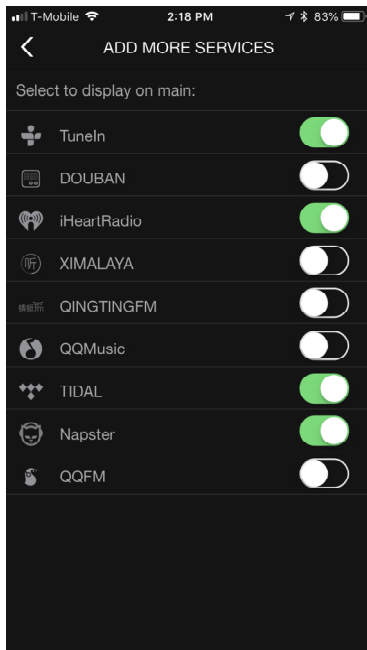 T-Mobile 2:18 PM 83%
ADD MORE SERVICES
Select to display on main:
TuneIn
DOUBAN
iHeartRadio
听 XIMALAYA
QINGTINGFM
QQMusic
TIDAL
Napster
QQFM